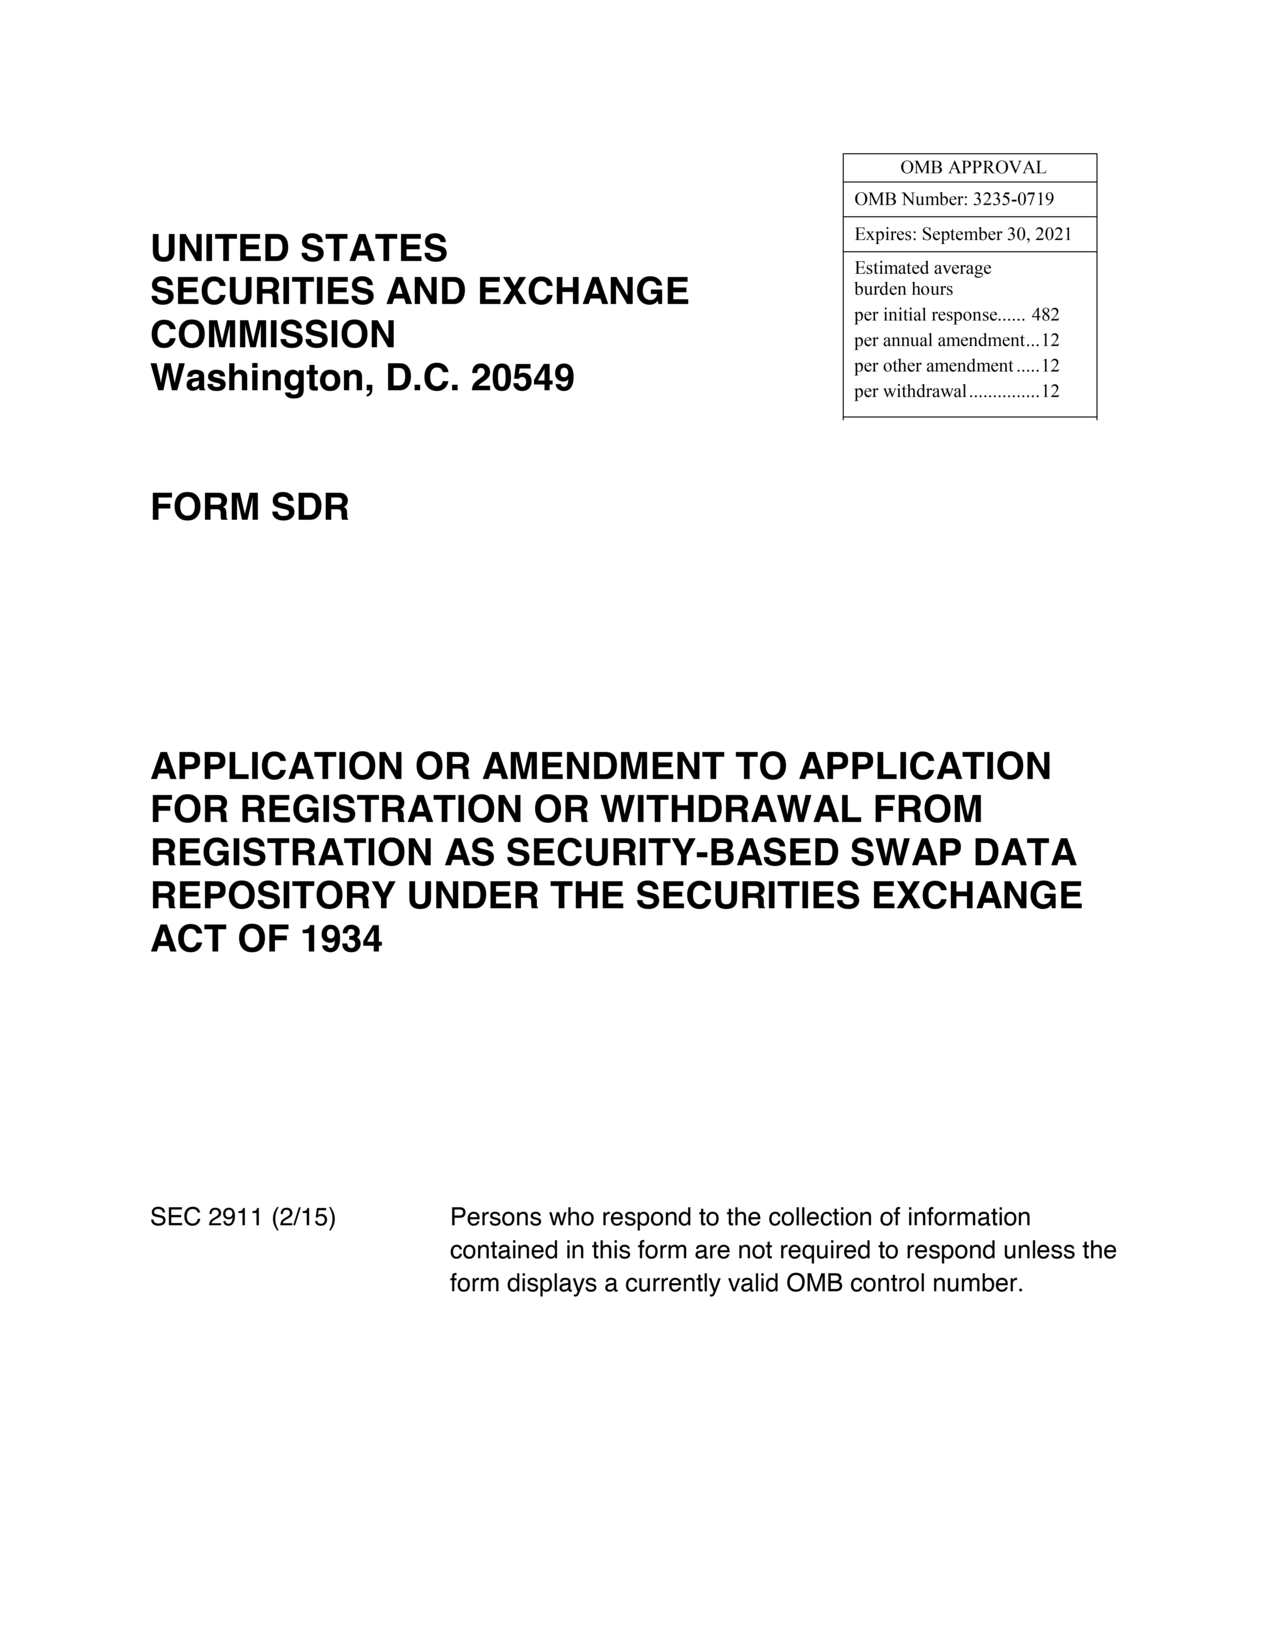 OMB APPROVAL
OMB Number: 3235-0719
Expires: September 30, 2021
Estimated average
burden hours
per initial response...... 482
per annual amendment...12
per other amendment.....12
per withdrawal...............12
UNITED STATES
SECURITIES AND EXCHANGE
COMMISSION
Washington, D.C. 20549
FORM SDR
APPLICATION OR AMENDMENT TO APPLICATION
FOR REGISTRATION OR WITHDRAWAL FROM
REGISTRATION AS SECURITY-BASED SWAP DATA
REPOSITORY UNDER THE SECURITIES EXCHANGE
ACT OF 1934
SEC 2911 (2/15)
Persons who respond to the collection of information
contained in this form are not required to respond unless the
form displays a currently valid OMB control number.